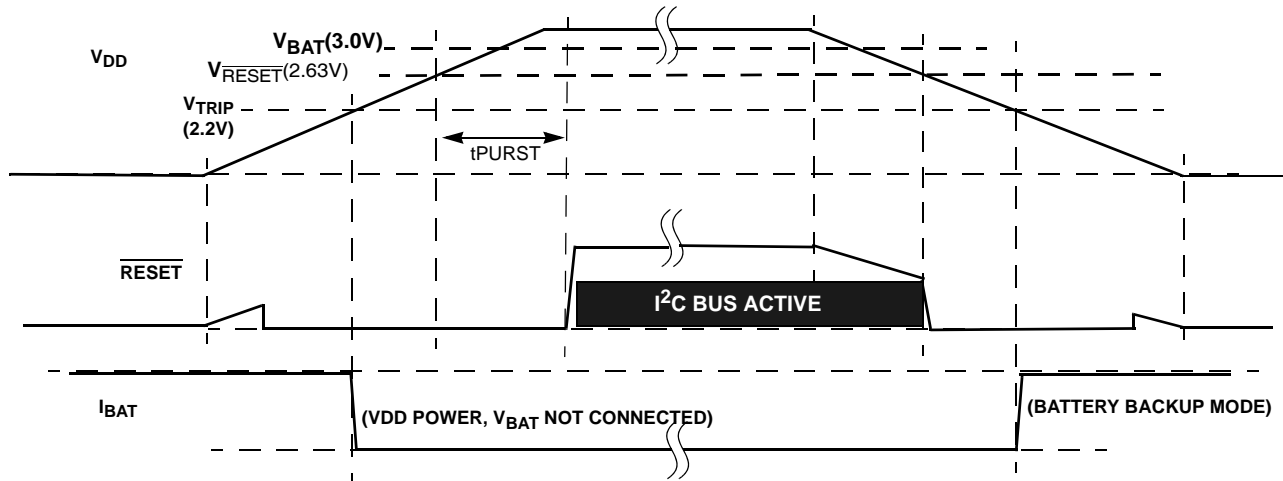 VBAT(3.0V)
VDD
VRESET(2.63V)
VTRIP
(2.2V)
tPURST
RESET
I²C BUS ACTIVE
IBAT
(VDD POWER, VBAT NOT CONNECTED)
(BATTERY BACKUP MODE)